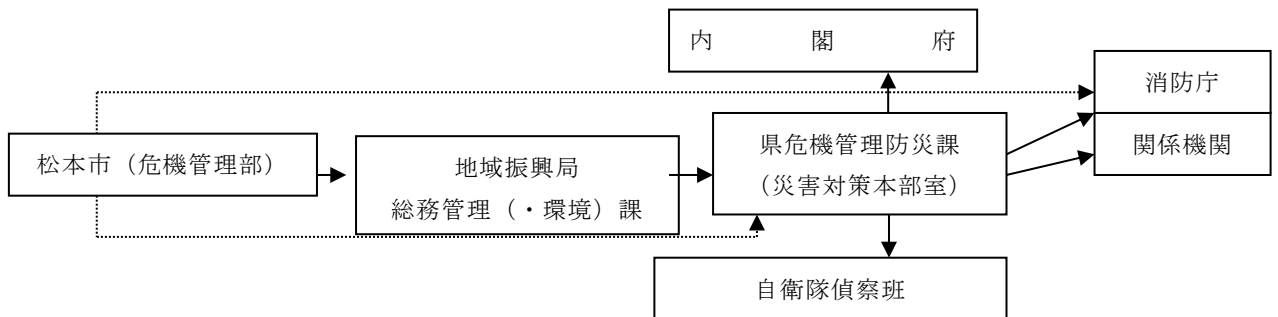 内閣府
消防庁
松本市（危機管理部）
地域振興局
総務管理（・環境）課
県危機管理防災課
（災害対策本部室）
関係機関
自衛隊偵察班